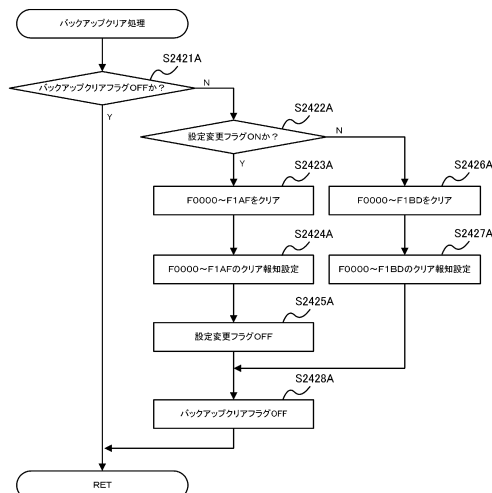 バックアップクリア処理
S2421A
バックアップクリアフラグOFFか？
N
Y
S2422A
設定変更フラグONか？
N
Y
S2423A
F0000～F1AFをクリア
S2426A
F0000～F1BDをクリア
S2424A
F0000～F1AFのクリア報知設定
S2427A
F0000～F1BDのクリア報知設定
S2425A
設定変更フラグOFF
S2428A
バックアップクリアフラグOFF
RET